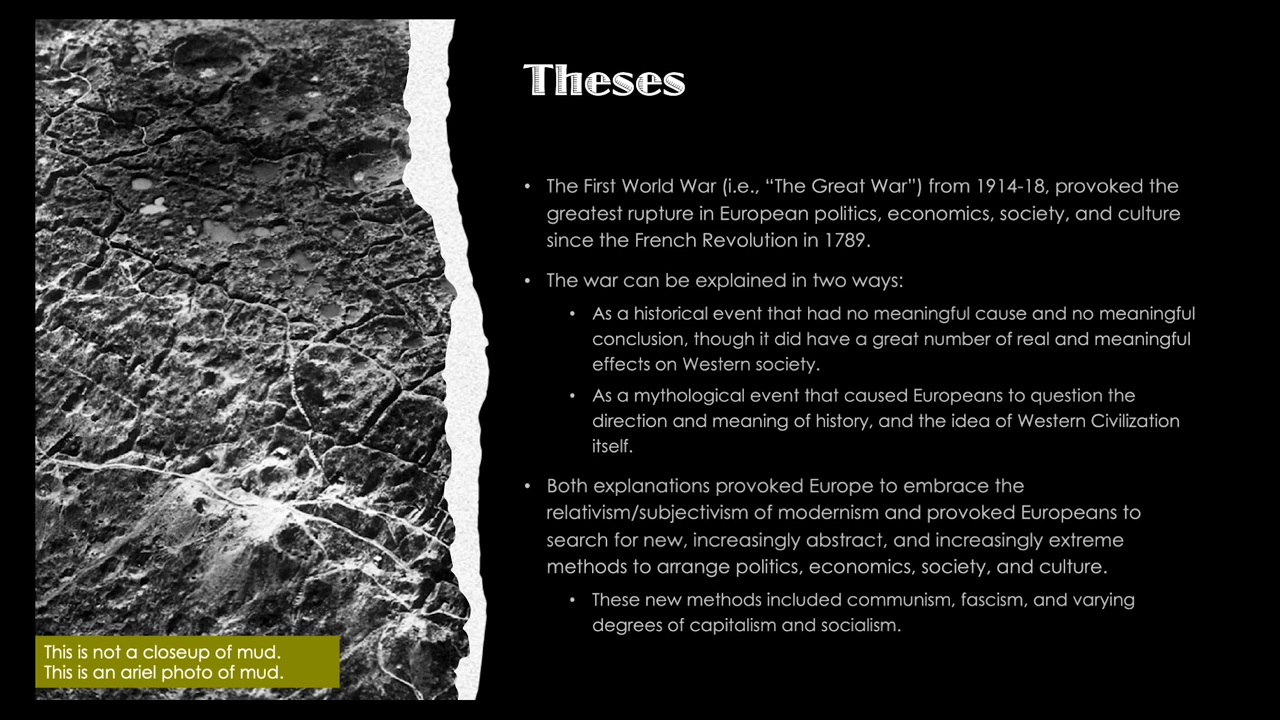 Theses
• The First World War (i.e., “The Great War”) from 1914-18, provoked the
greatest rupture in European politics, economics, society, and culture
since the French Revolution in 1789.
• The war can be explained in two ways:
• As a historical event that had no meaningful cause and no meaningful
conclusion, though it did have a great number of real and meaningful
effects on Western society.
• As a mythological event that caused Europeans to question the
direction and meaning of history, and the idea of Western Civilization
itself.
• Both explanations provoked Europe to embrace the
relativism/subjectivism of modernism and provoked Europeans to
search for new, increasingly abstract, and increasingly extreme
methods to arrange politics, economics, society, and culture.
• These new methods included communism, fascism, and varying
degrees of capitalism and socialism.
This is not a closeup of mud.
This is an ariel photo of mud.